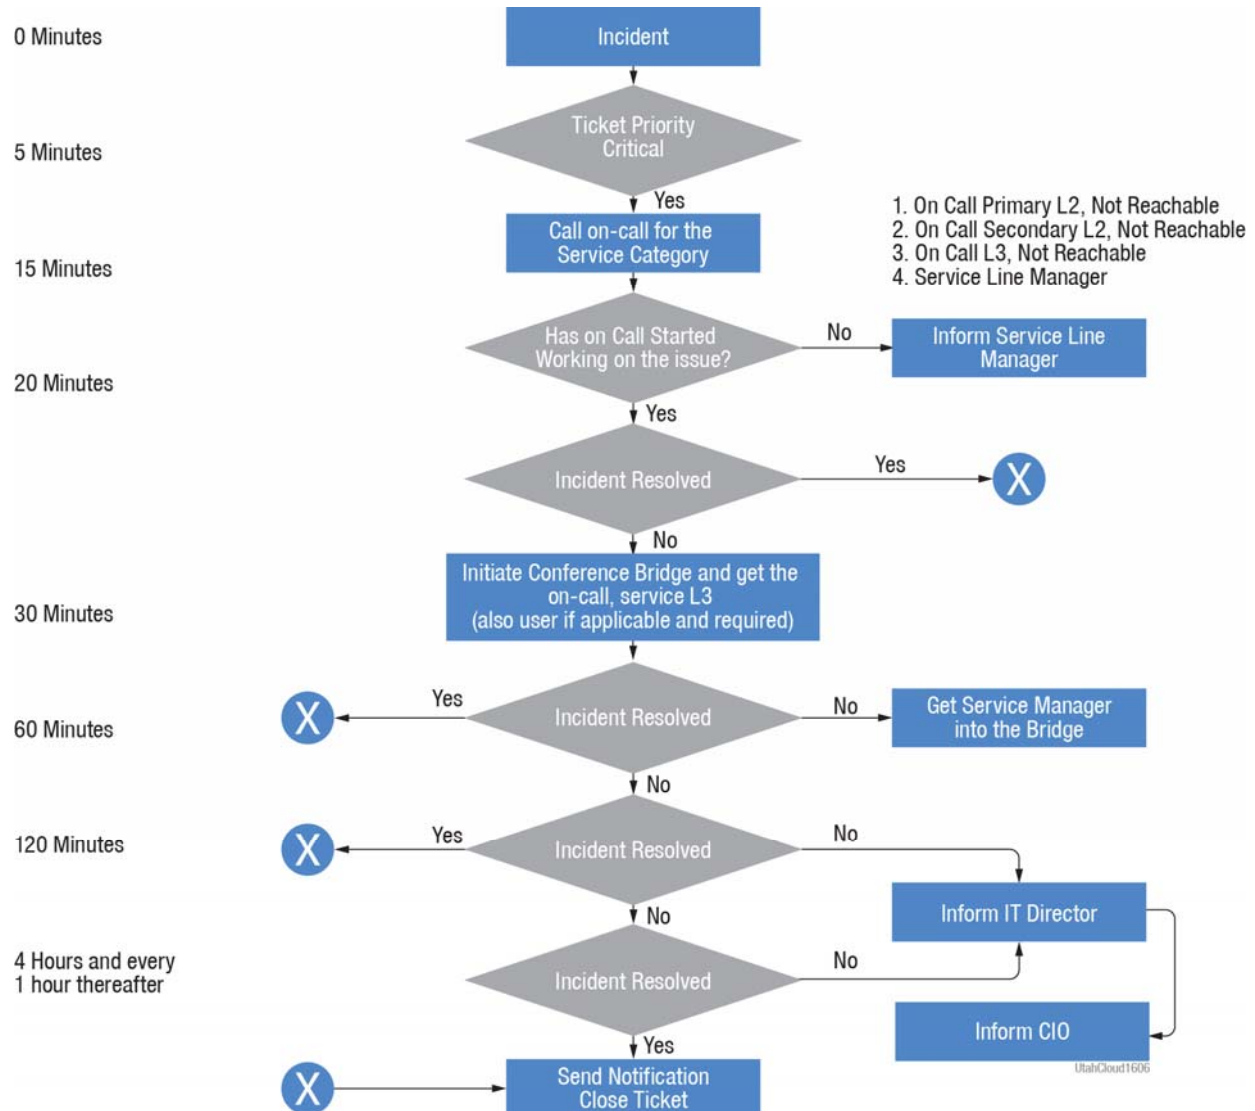 0 Minutes
Incident
5 Minutes
Ticket Priority
Critical
Yes
Call on-call for the
Service Category
1. On Call Primary L2, Not Reachable
2. On Call Secondary L2, Not Reachable
3. On Call L3, Not Reachable
4. Service Line Manager
15 Minutes
Has on Call Started
Working on the issue?
No
Inform Service Line
Manager
20 Minutes
Yes
Incident Resolved
Yes
X
No
Initiate Conference Bridge and get the
on-call, service L3
(also user if applicable and required)
30 Minutes
X
Yes
Incident Resolved
No
Get Service Manager
into the Bridge
60 Minutes
No
120 Minutes
X
Yes
Incident Resolved
No
Inform IT Director
No
4 Hours and every
1 hour thereafter
Incident Resolved
No
Inform CIO
UtahCloud1606
Yes
X
Send Notification
Close Ticket